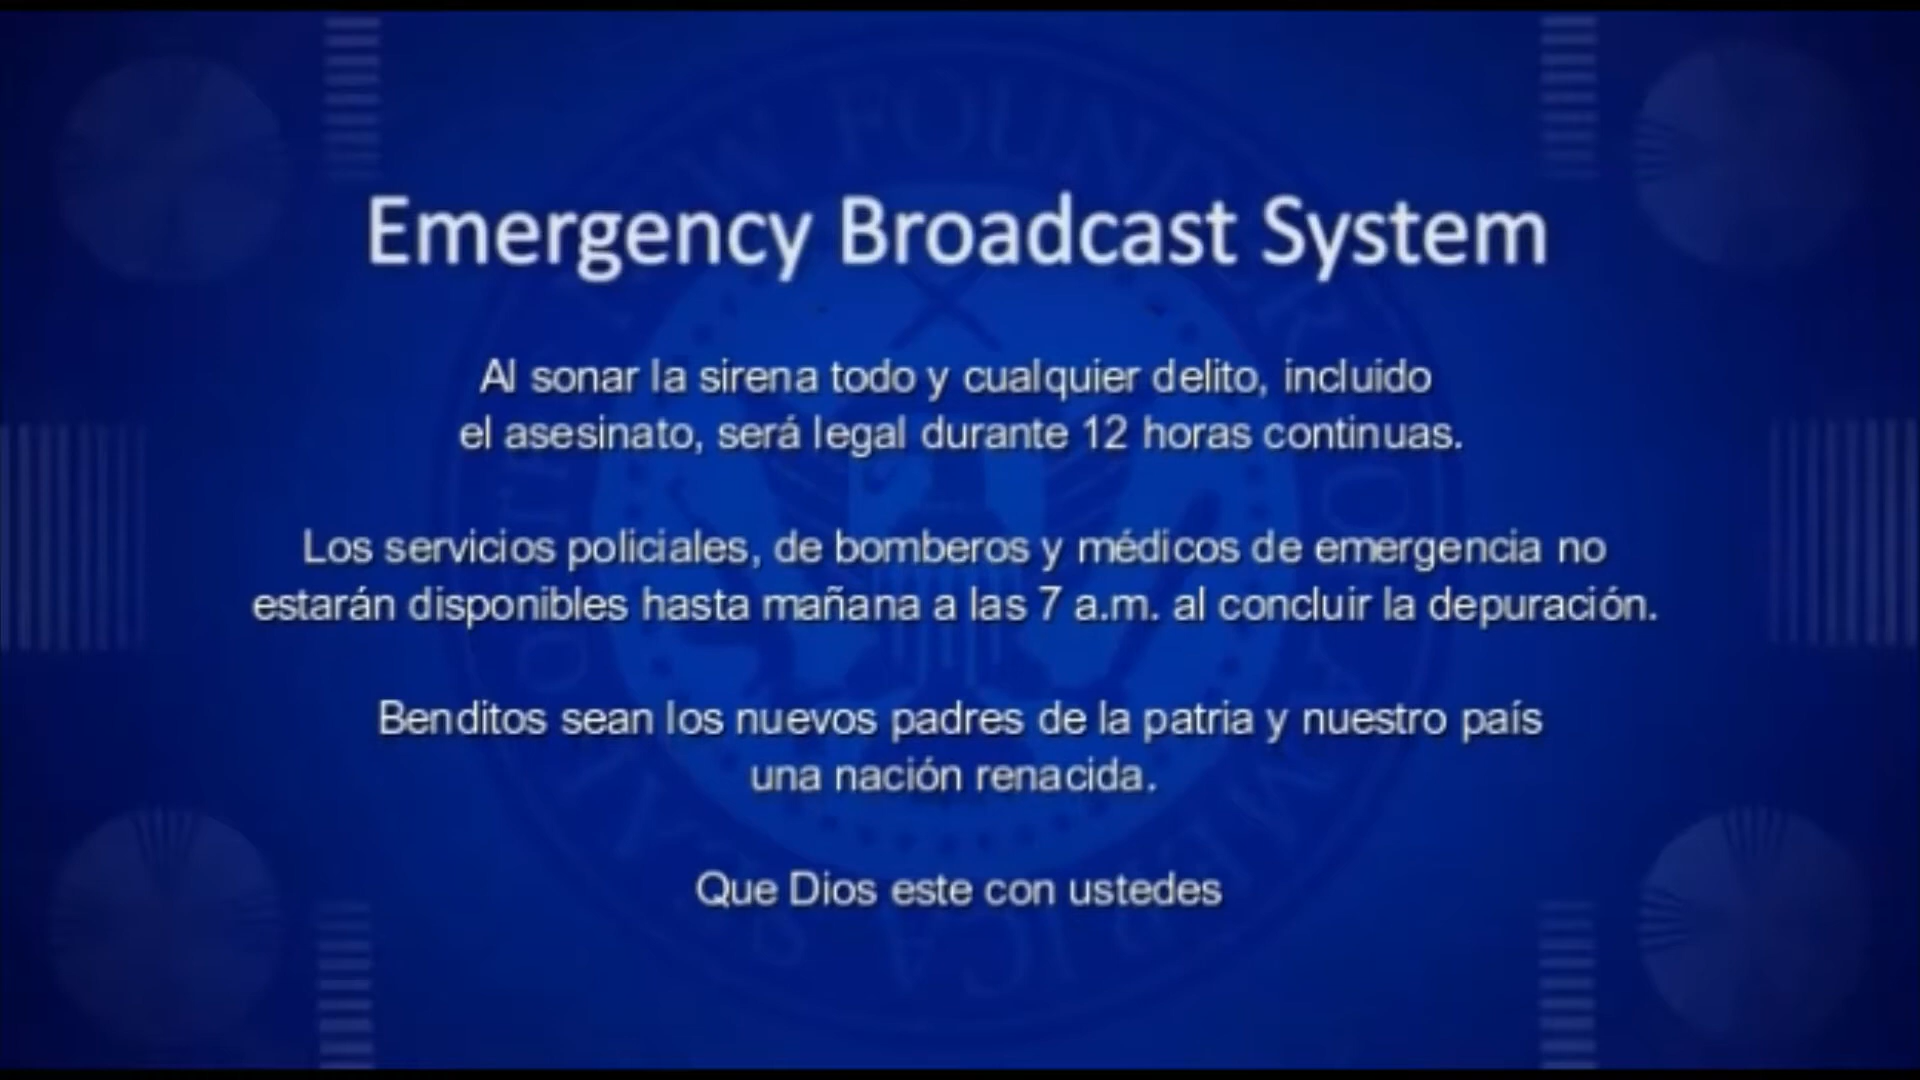 Emergency Broadcast System
Al sonar la sirena todo y cualquier delito, incluido
el asesinato, será legal durante 12 horas continuas.
Los servicios policiales, de bomberos y médicos de emergencia no
estarán disponibles hasta mañana a las 7 a.m. al concluir la depuración.
Benditos sean los nuevos padres de la patria y nuestro país
una nación renacida.
Que Dios este con ustedes